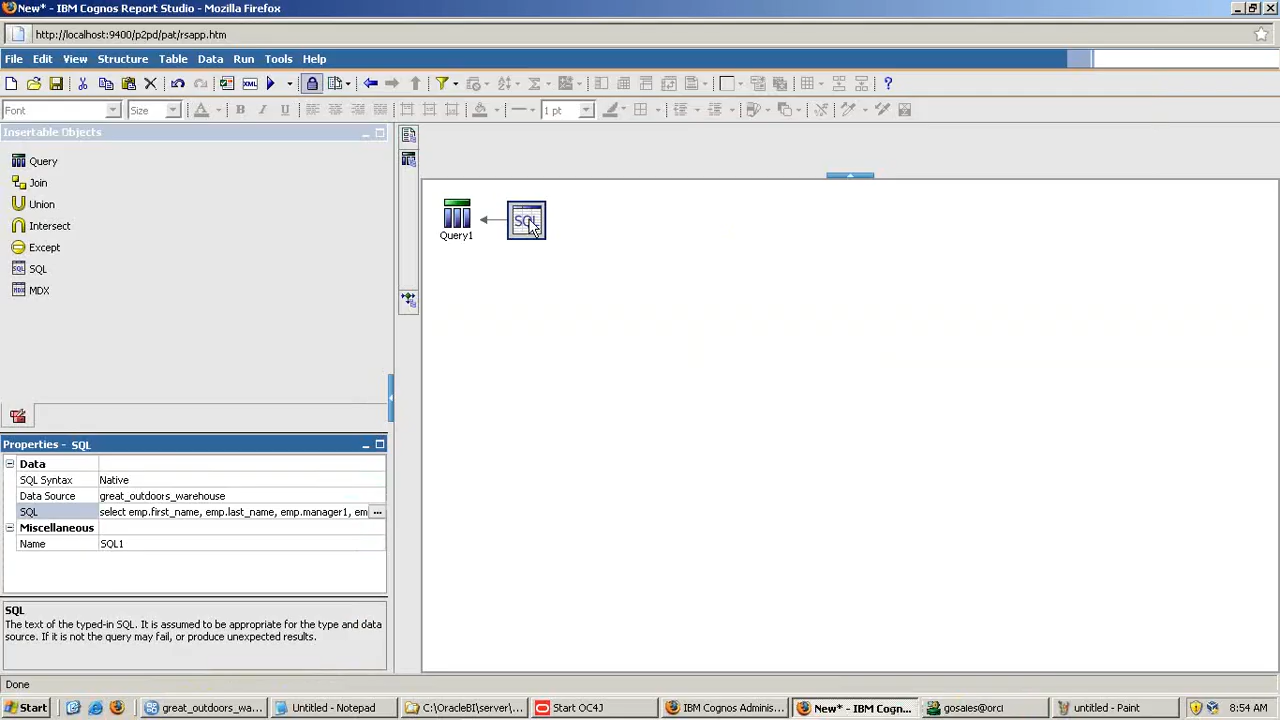 New* - IBM Cognos Report Studio - Mozilla Firefox
http://localhost:9400/p2pd/pat/rsapp.htm
File Edit View Structure Table Data Run Tools Help
Font Size 1 pt
Insertable Objects
Query
Join
Union
Intersect
Except
SQL
MDX
Query1
SQL
Properties - SQL
Data
SQL Syntax Native
Data Source great_outdoors_warehouse
SQL select emp.first_name, emp.last_name, emp.manager1, em ...
Miscellaneous
Name SQL1
SQL
The text of the typed-in SQL. It is assumed to be appropriate for the type and data
source. If it is not the query may fail, or produce unexpected results.
Done
Start great_outdoors_wa... Untitled - Notepad C:\OracleBI\server\... Start OC4J IBM Cognos Adminis... New* - IBM Cogn... gosales@orcl untitled - Paint 8:54 AM